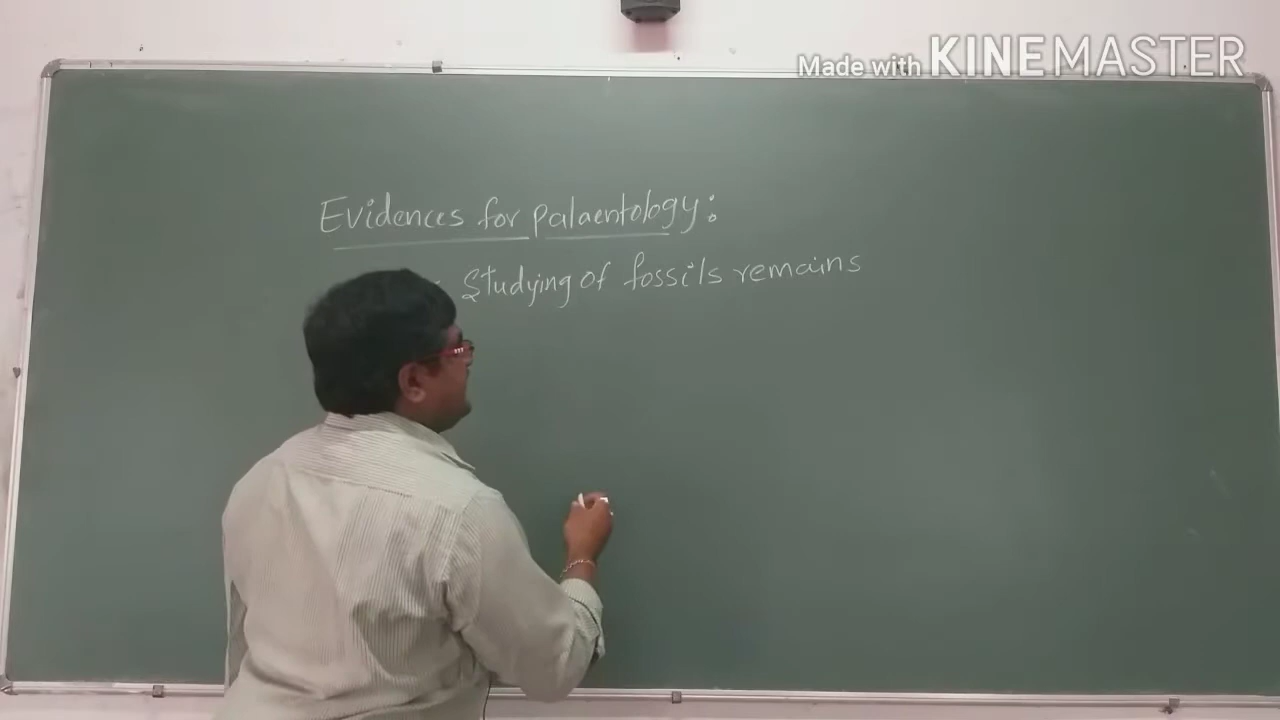 Made with KINEMASTER
Evidences for palaentology:
Studying of fossils remains